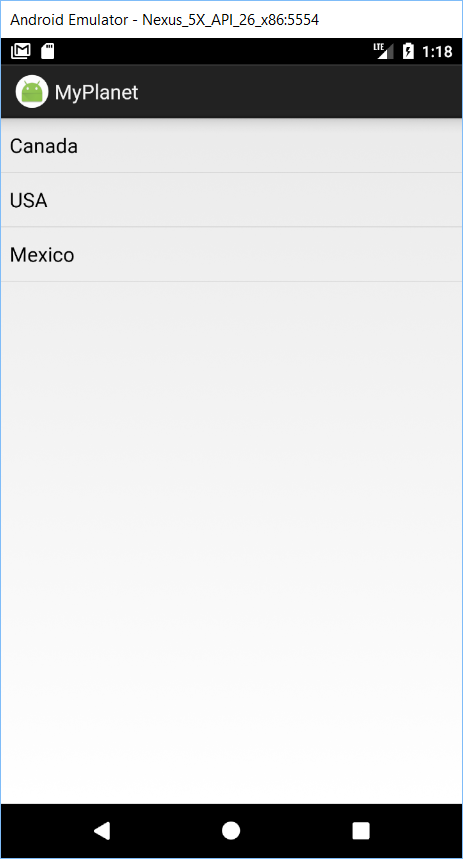 Android Emulator - Nexus_5X_API_26_x86:5554
LTE 1:18
MyPlanet
Canada
USA
Mexico